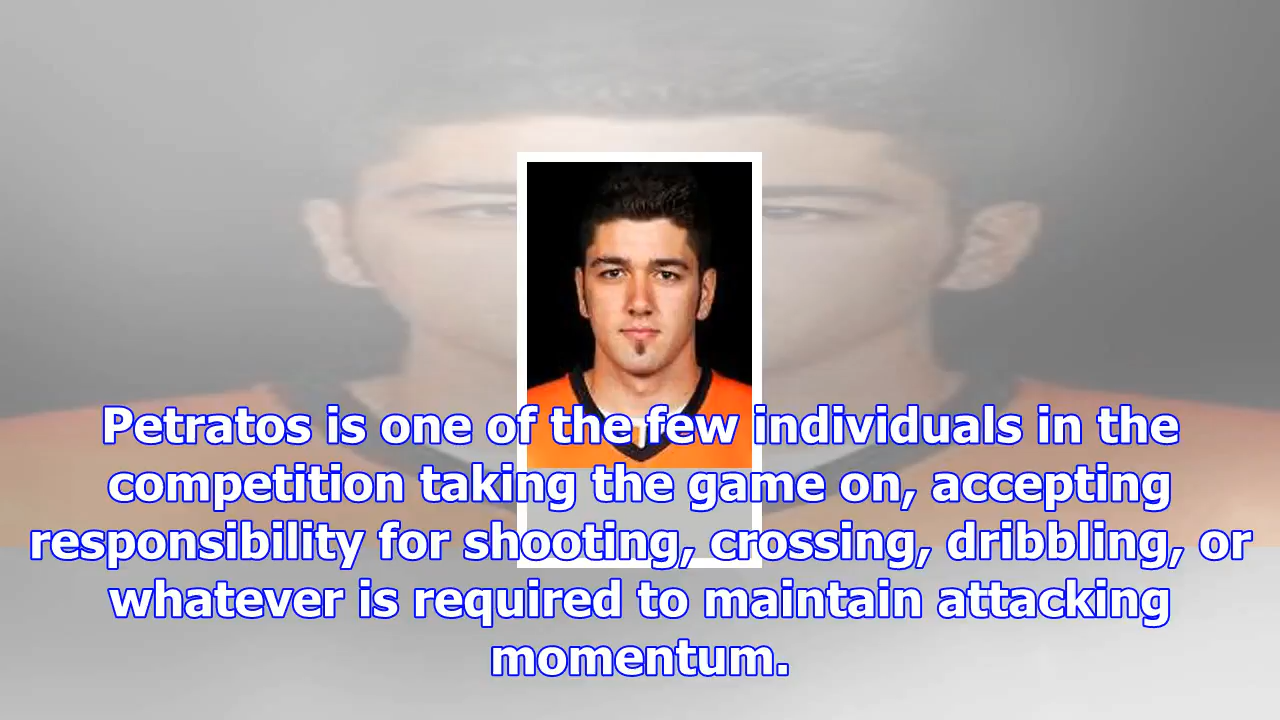 Petratos is one of the few individuals in the
competition taking the game on, accepting
responsibility for shooting, crossing, dribbling, or
whatever is required to maintain attacking
momentum.